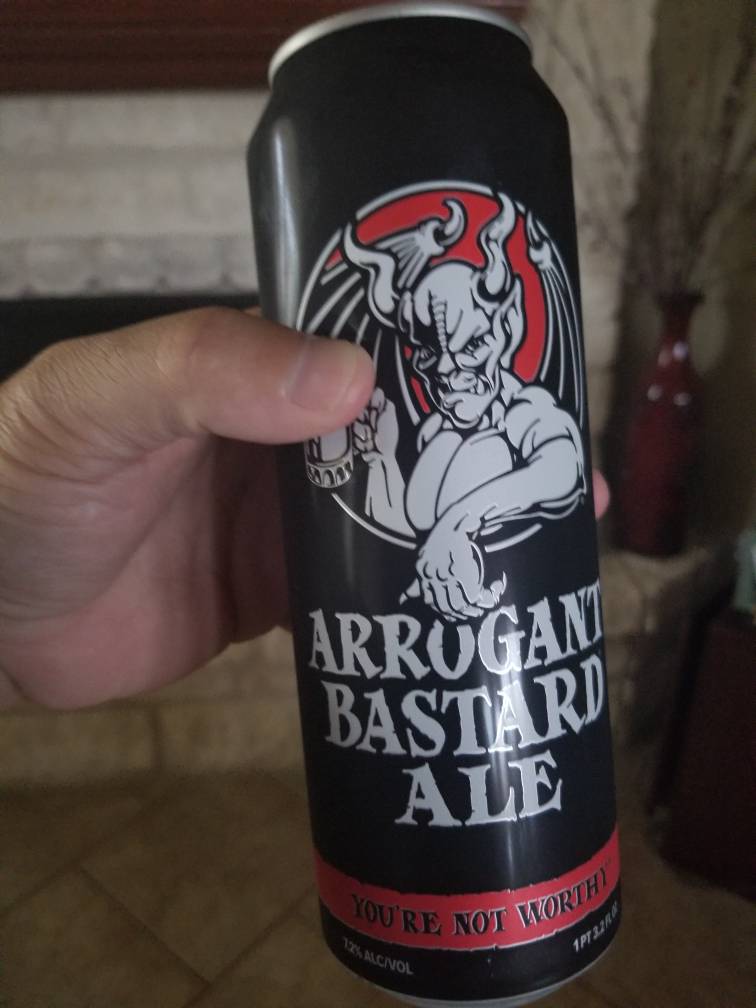 ARROGANT
BASTARD
ALE
YOU'RE NOT WORTHY
7.2% ALC/VOL
1 PT 3.2 FL OZ